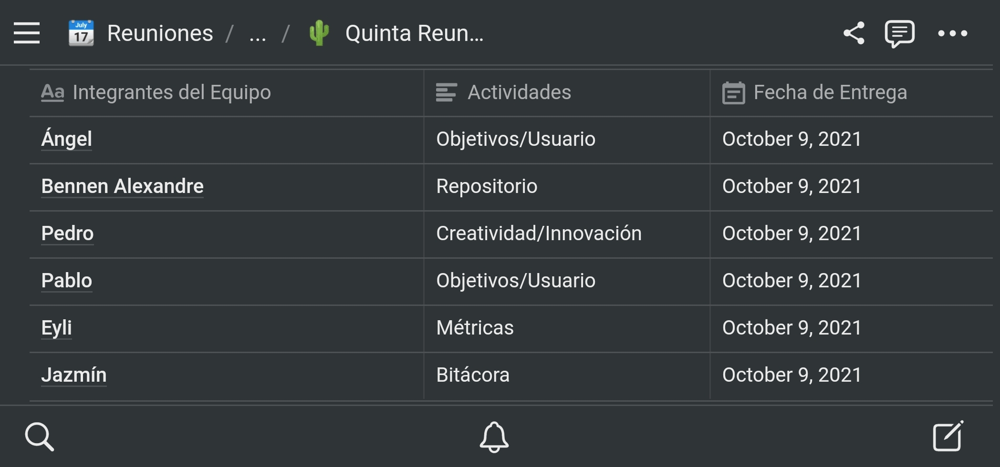 July
17
Reuniones / ... / Quinta Reun...
Aa Integrantes del Equipo Actividades Fecha de Entrega
Ángel Objetivos/Usuario October 9, 2021
Bennen Alexandre Repositorio October 9, 2021
Pedro Creatividad/Innovación October 9, 2021
Pablo Objetivos/Usuario October 9, 2021
Eyli Métricas October 9, 2021
Jazmín Bitácora October 9, 2021